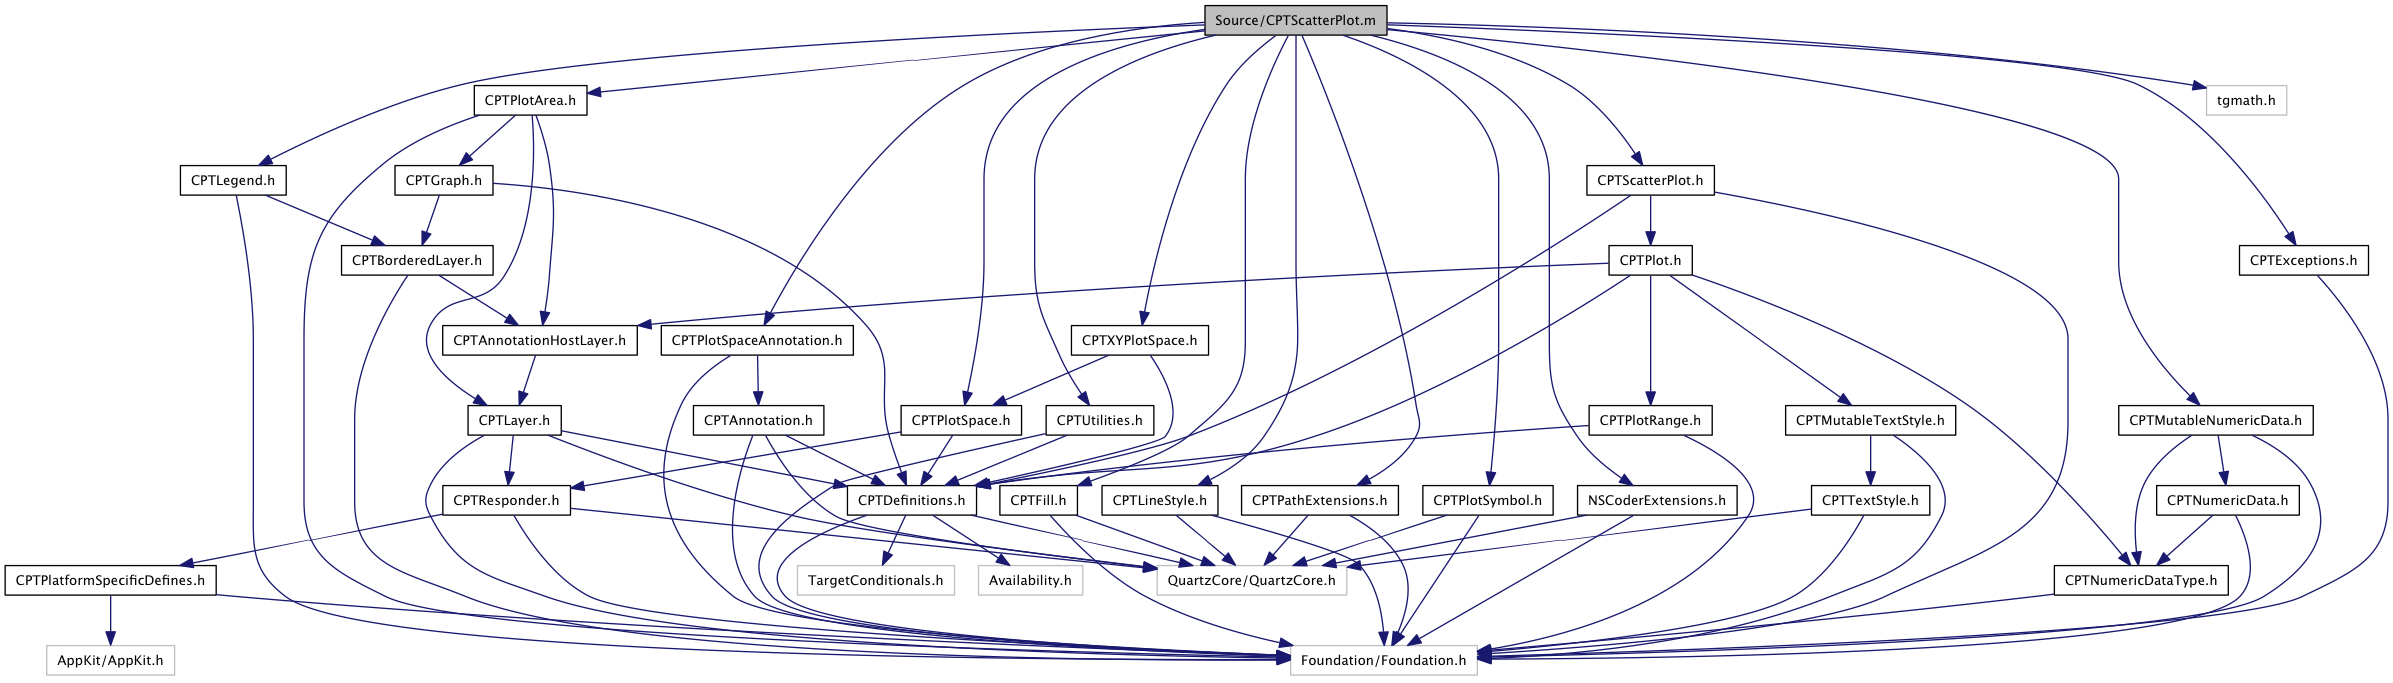 Source/CPTScatterPlot.m
CPTPlotArea.h
tgmath.h
CPTLegend.h
CPTGraph.h
CPTScatterPlot.h
CPTBorderedLayer.h
CPTPlot.h
CPTExceptions.h
CPTAnnotationHostLayer.h
CPTPlotSpaceAnnotation.h
CPTXYPlotSpace.h
CPTLayer.h
CPTAnnotation.h
CPTPlotSpace.h
CPTUtilities.h
CPTPlotRange.h
CPTMutableTextStyle.h
CPTMutableNumericData.h
CPTResponder.h
CPTDefinitions.h
CPTFill.h
CPTLineStyle.h
CPTPathExtensions.h
CPTPlotSymbol.h
NSCoderExtensions.h
CPTTextStyle.h
CPTNumericData.h
CPTPlatformSpecificDefines.h
TargetConditionals.h
Availability.h
QuartzCore/QuartzCore.h
CPTNumericDataType.h
AppKit/AppKit.h
Foundation/Foundation.h